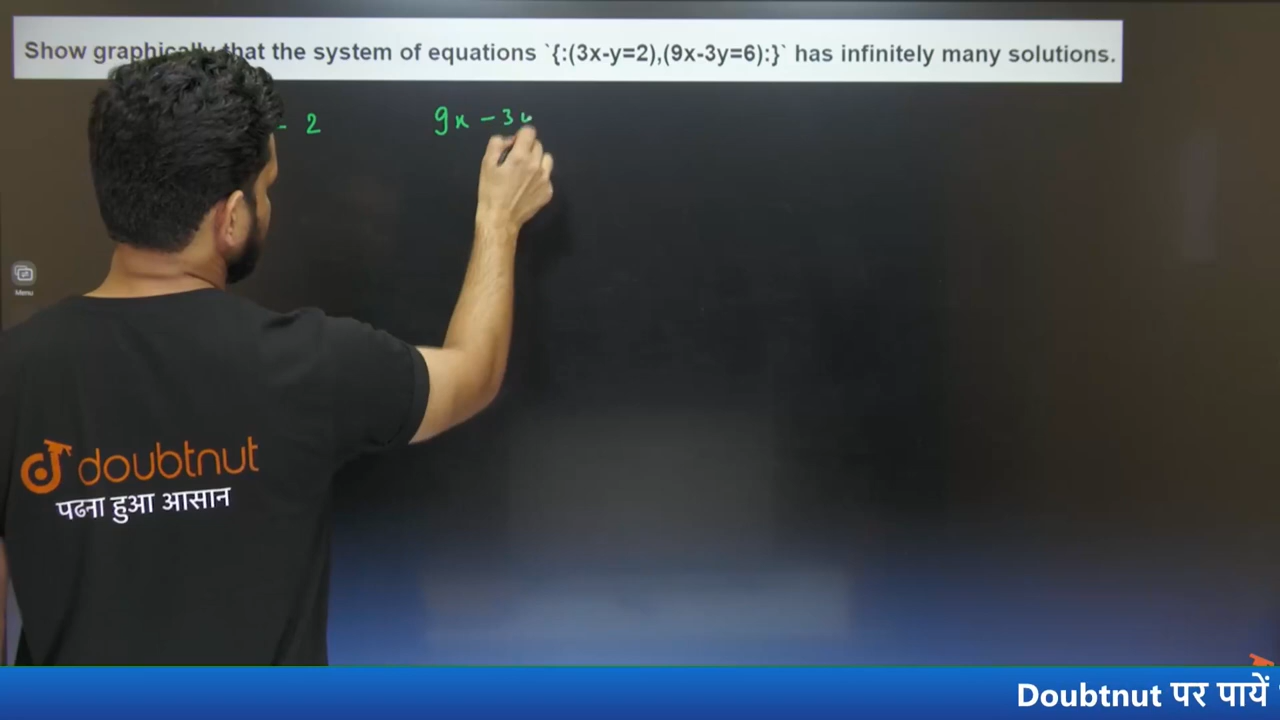 Show graphically that the system of equations `{:(3x-y=2),(9x-3y=6):}` has infinitely many solutions.
- 2 9x - 3
Menu
doubtnut
पढना हुआ आसान
Doubtnut पर पायें